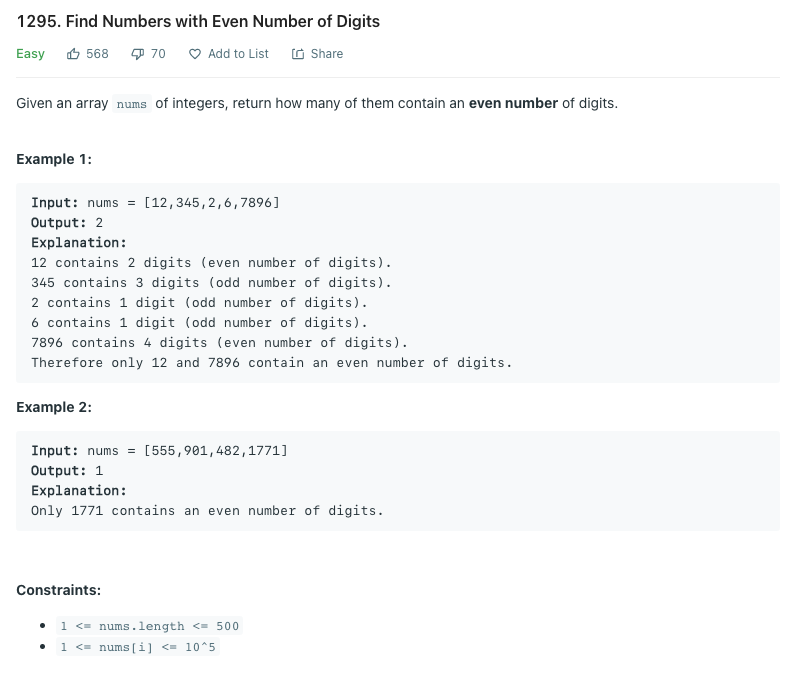 1295. Find Numbers with Even Number of Digits
Easy 568 70 Add to List Share
Given an array nums of integers, return how many of them contain an even number of digits.
Example 1:
Input: nums = [12,345,2,6,7896]
Output: 2
Explanation:
12 contains 2 digits (even number of digits).
345 contains 3 digits (odd number of digits).
2 contains 1 digit (odd number of digits).
6 contains 1 digit (odd number of digits).
7896 contains 4 digits (even number of digits).
Therefore only 12 and 7896 contain an even number of digits.
Example 2:
Input: nums = [555,901,482,1771]
Output: 1
Explanation:
Only 1771 contains an even number of digits.
Constraints:
• 1 <= nums.length <= 500
• 1 <= nums[i] <= 10^5